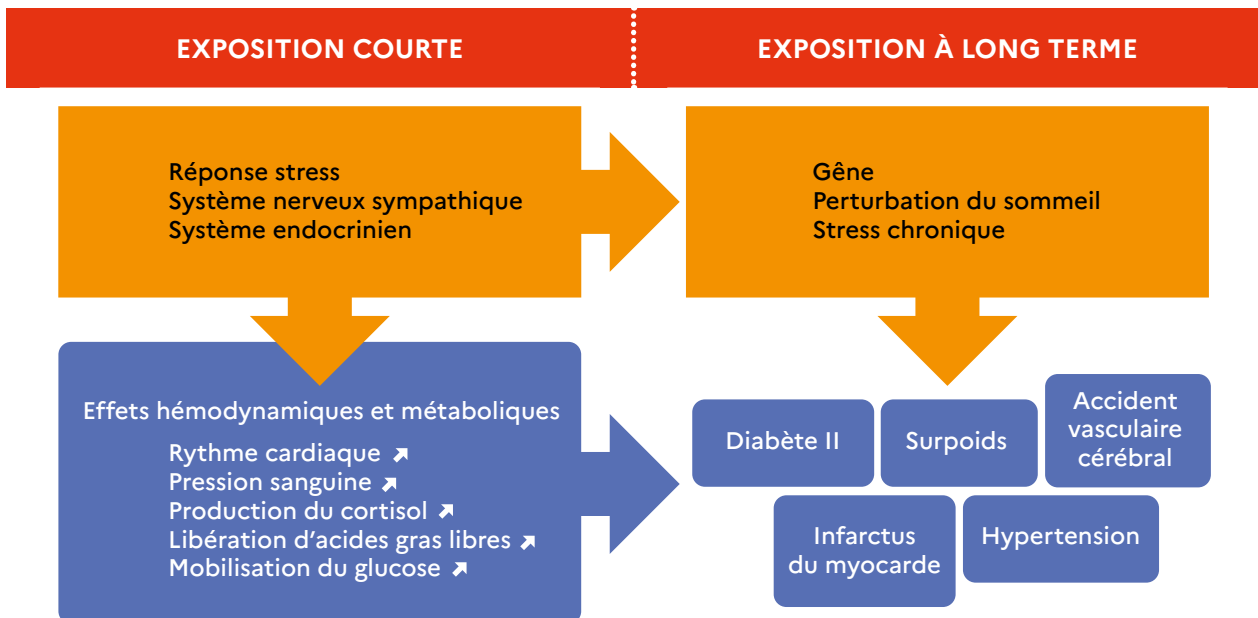 EXPOSITION COURTE
EXPOSITION À LONG TERME
Réponse stress
Système nerveux sympathique
Système endocrinien
Gêne
Perturbation du sommeil
Stress chronique
Effets hémodynamiques et métaboliques
Rythme cardiaque ↗
Pression sanguine ↗
Production du cortisol ↗
Libération d’acides gras libres ↗
Mobilisation du glucose ↗
Diabète II
Surpoids
Accident
vasculaire
cérébral
Infarctus
du myocarde
Hypertension